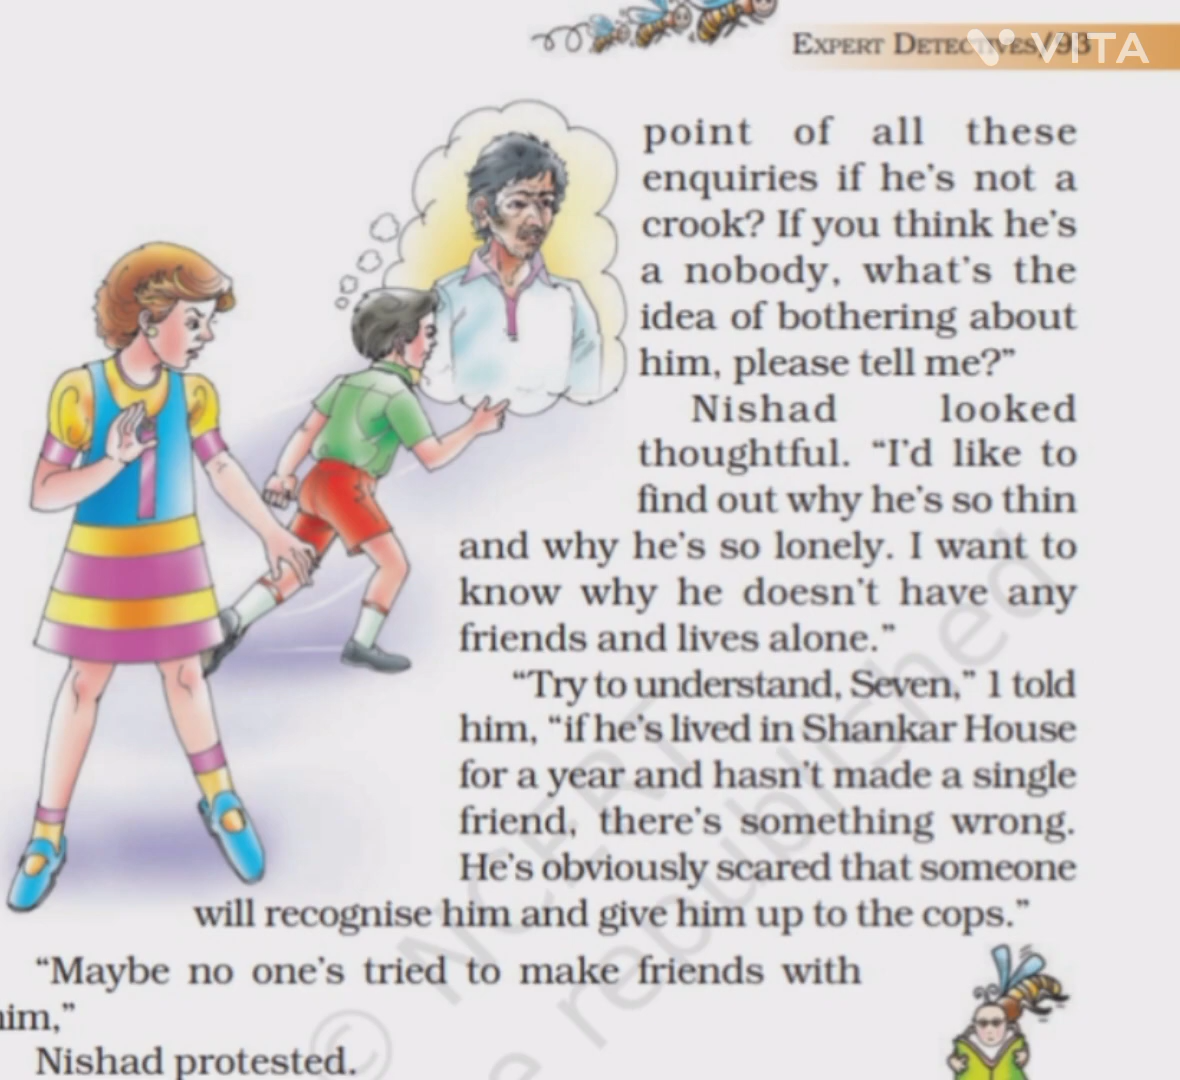 EXPERT DETECTIVES/93
VITA
point of all these
enquiries if he's not a
crook? If you think he's
a nobody, what's the
idea of bothering about
him, please tell me?”
Nishad looked
thoughtful. “I'd like to
find out why he's so thin
and why he's so lonely. I want to
know why he doesn't have any
friends and lives alone.”
“Try to understand, Seven,” 1 told
him, “if he's lived in Shankar House
for a year and hasn't made a single
friend, there's something wrong.
He's obviously scared that someone
will recognise him and give him up to the cops.”
“Maybe no one's tried to make friends with
him,”
Nishad protested.
© NCERT
republished